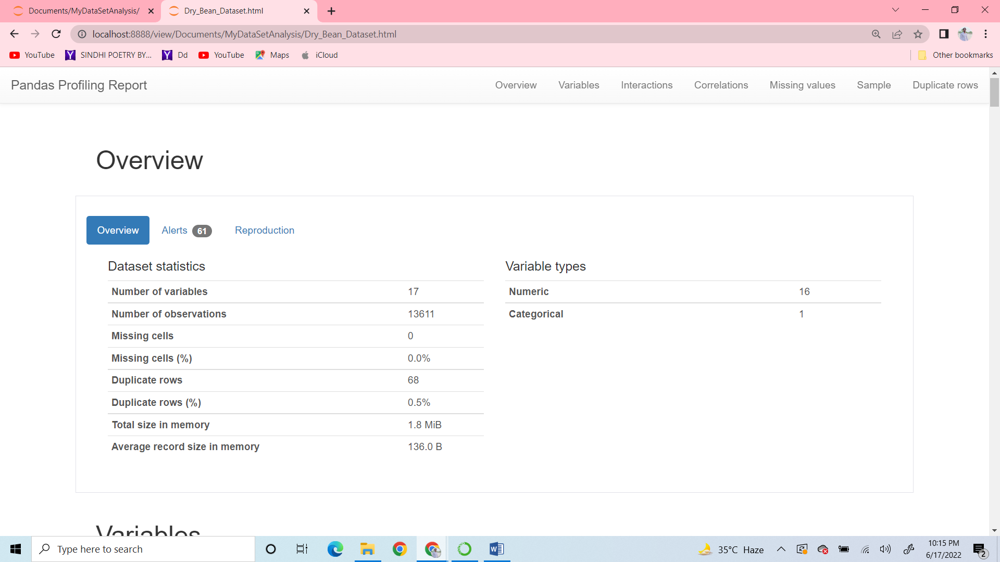 Documents/MyDataSetAnalysis/
Dry_Bean_Dataset.html
localhost:8888/view/Documents/MyDataSetAnalysis/Dry_Bean_Dataset.html
YouTube
SINDHI POETRY BY...
Dd
YouTube
Maps
iCloud
Other bookmarks
Pandas Profiling Report
Overview
Variables
Interactions
Correlations
Missing values
Sample
Duplicate rows
Overview
Overview
Alerts 61
Reproduction
Dataset statistics
Number of variables 17
Number of observations 13611
Missing cells 0
Missing cells (%) 0.0%
Duplicate rows 68
Duplicate rows (%) 0.5%
Total size in memory 1.8 MiB
Average record size in memory 136.0 B
Variable types
Numeric 16
Categorical 1
Variables
Type here to search
35°C Haze
10:15 PM
6/17/2022
2